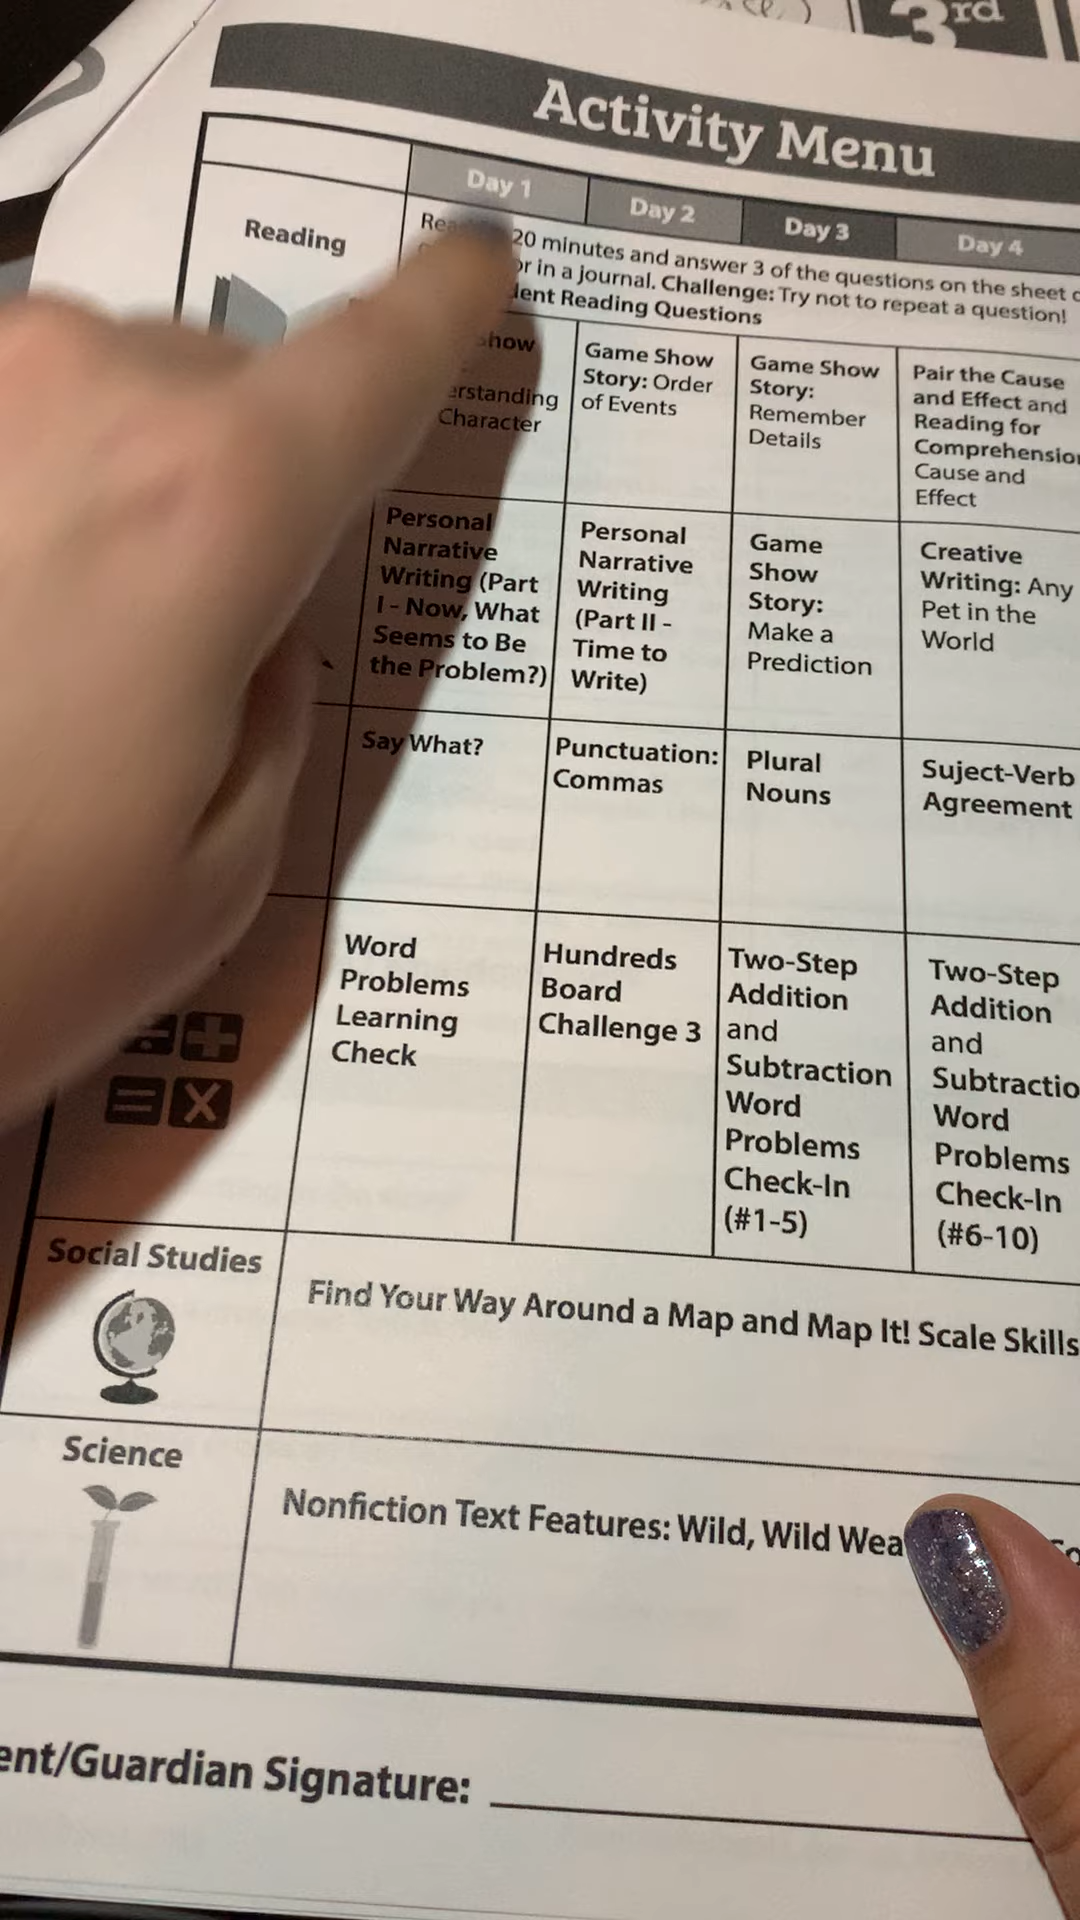 3rd
Activity Menu
Day 1
Day 2
Day 3
Day 4
Reading
20 minutes and answer 3 of the questions on the sheet
or in a journal. Challenge: Try not to repeat a question!
Reading Questions
Character
Game Show
Story: Order
of Events
Game Show
Story:
Remember
Details
Pair the Cause
and Effect and
Reading for
Cause and
Effect
Personal
Narrative
Writing (Part
I - Now, What
Seems to Be
the Problem?)
Personal
Narrative
Writing
(Part II -
Time to
Write)
Game
Show
Story:
Make a
Prediction
Creative
Writing: Any
Pet in the
World
Say What?
Punctuation:
Commas
Plural
Nouns
Suject-Verb
Agreement
Word
Problems
Learning
Check
Hundreds
Board
Challenge 3
Two-Step
Addition
and
Subtraction
Word
Problems
Check-In
(#1-5)
Two-Step
Addition
and
Word
Problems
Check-In
(#6-10)
Social Studies
Find Your Way Around a Map and Map It! Scale Skills
Science
Nonfiction Text Features: Wild, Wild
Signature: